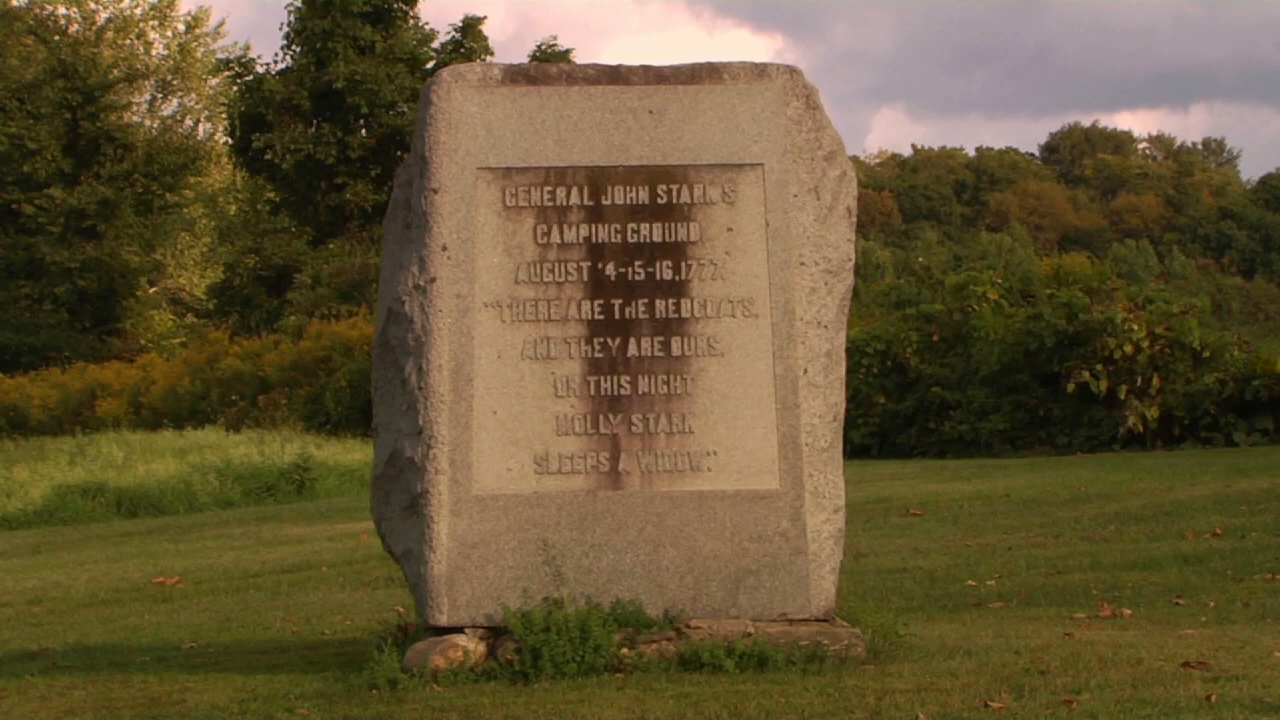 GENERAL JOHN STARK'S
CAMPING GROUND
AUGUST 14-15-16, 1777.
"THERE ARE THE REDCOATS,
AND THEY ARE OURS,
OR THIS NIGHT
MOLLY STARK
SLEEPS A WIDOW."